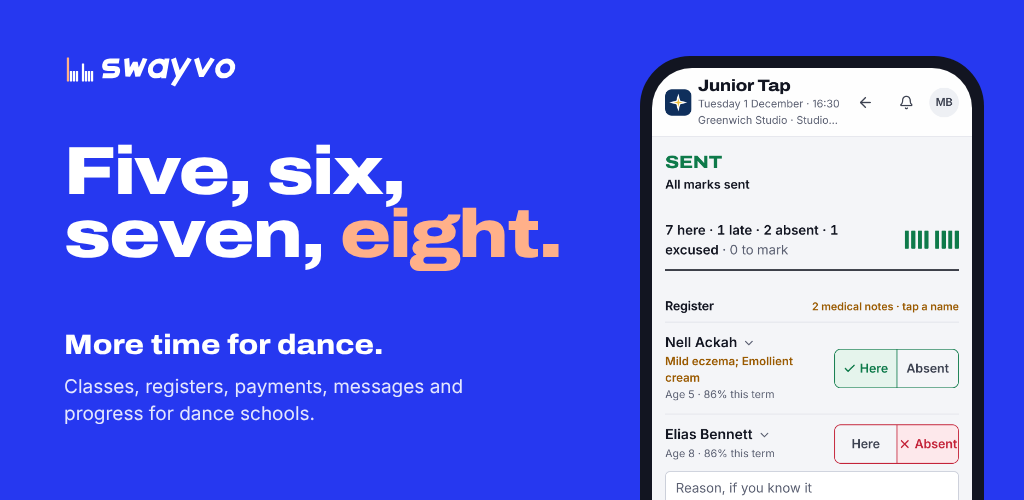 swayvo
Five, six,
seven, eight.
More time for dance.
Classes, registers, payments, messages and
progress for dance schools.
Junior Tap
Tuesday 1 December · 16:30
Greenwich Studio · Studio...
MB
SENT
All marks sent
7 here · 1 late · 2 absent · 1
excused · 0 to mark
Register
2 medical notes · tap a name
Nell Ackah
Mild eczema; Emollient
cream
Age 5 · 86% this term
Here
Absent
Elias Bennett
Age 8 · 86% this term
Here
Absent
Reason, if you know it